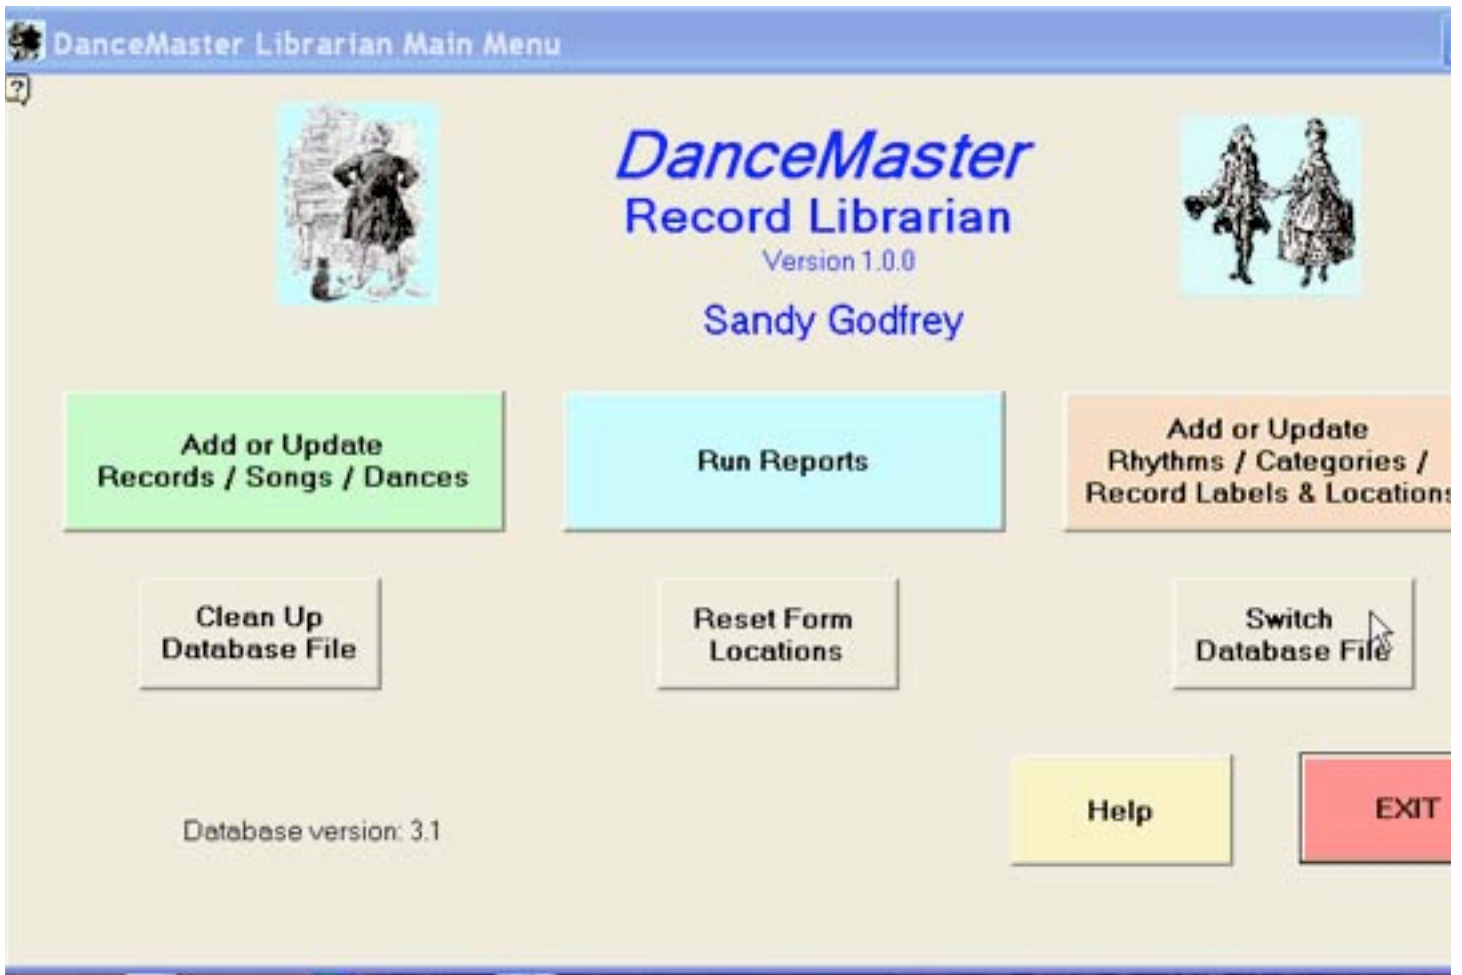 DanceMaster Librarian Main Menu
?
DanceMaster
Record Librarian
Version 1.0.0
Sandy Godfrey
Add or Update
Records / Songs / Dances
Run Reports
Add or Update
Rhythms / Categories /
Record Labels & Locations
Clean Up
Database File
Reset Form
Locations
Switch
Database File
Help
EXIT
Database version: 3.1